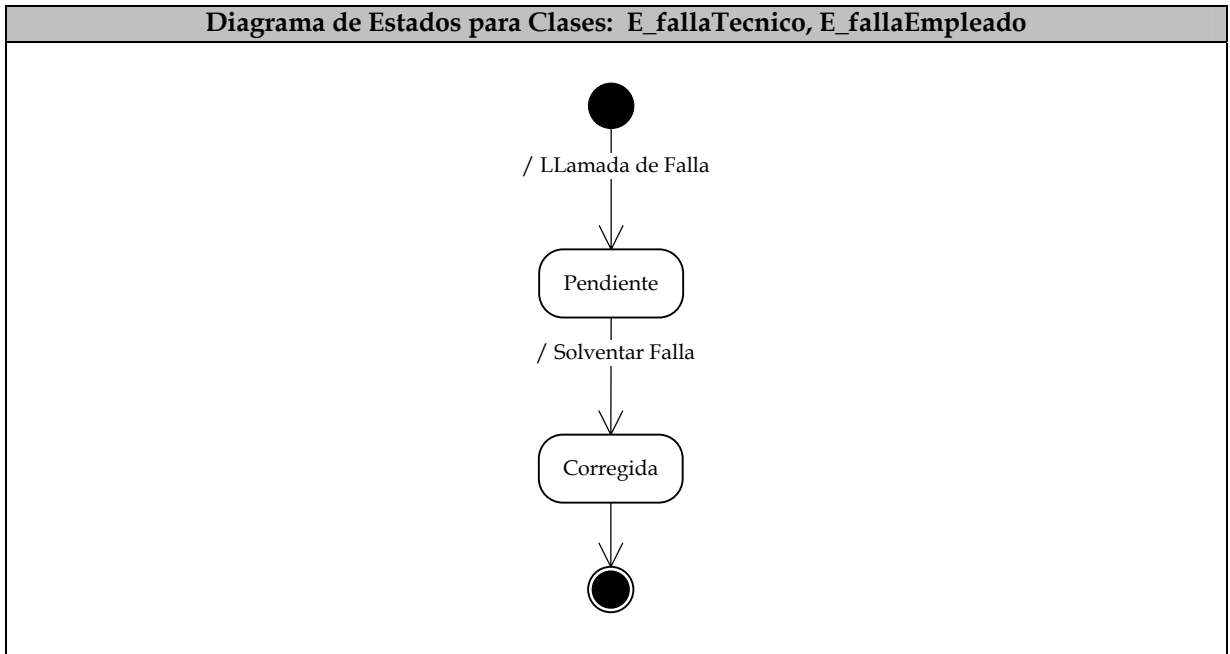 Diagrama de Estados para Clases: E_fallaTecnico, E_fallaEmpleado
/ LLamada de Falla
Pendiente
/ Solventar Falla
Corregida